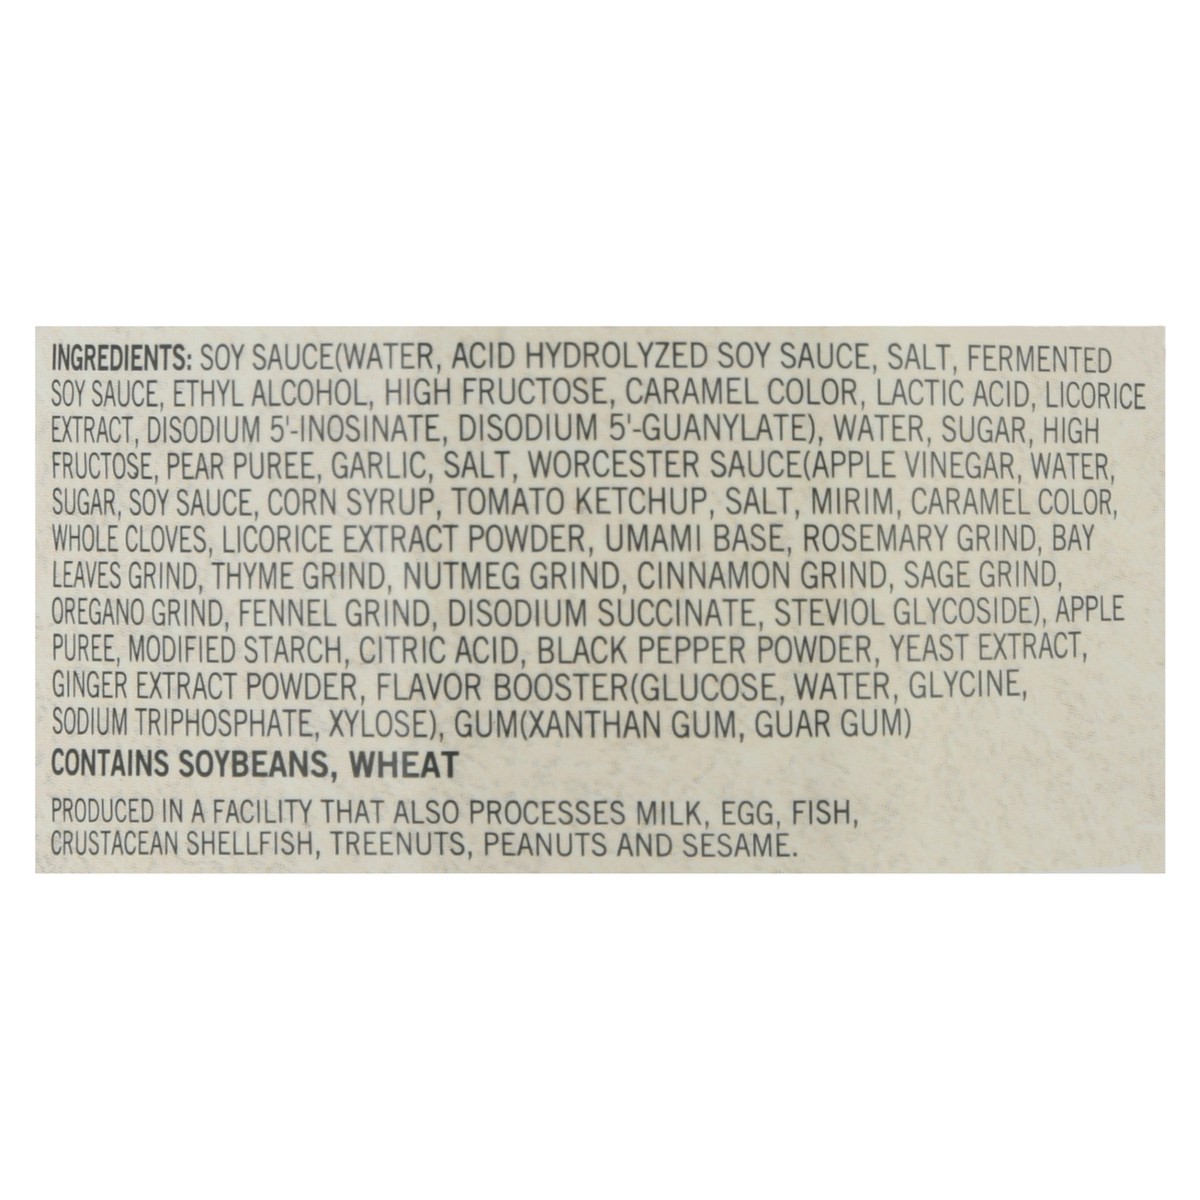 INGREDIENTS: SOY SAUCE(WATER, ACID HYDROLYZED SOY SAUCE, SALT, FERMENTED
SOY SAUCE, ETHYL ALCOHOL, HIGH FRUCTOSE, CARAMEL COLOR, LACTIC ACID, LICORICE
EXTRACT, DISODIUM 5'-INOSINATE, DISODIUM 5'-GUANYLATE), WATER, SUGAR, HIGH
FRUCTOSE, PEAR PUREE, GARLIC, SALT, WORCESTER SAUCE(APPLE VINEGAR, WATER,
SUGAR, SOY SAUCE, CORN SYRUP, TOMATO KETCHUP, SALT, MIRIM, CARAMEL COLOR,
WHOLE CLOVES, LICORICE EXTRACT POWDER, UMAMI BASE, ROSEMARY GRIND, BAY
LEAVES GRIND, THYME GRIND, NUTMEG GRIND, CINNAMON GRIND, SAGE GRIND,
OREGANO GRIND, FENNEL GRIND, DISODIUM SUCCINATE, STEVIOL GLYCOSIDE), APPLE
PUREE, MODIFIED STARCH, CITRIC ACID, BLACK PEPPER POWDER, YEAST EXTRACT,
GINGER EXTRACT POWDER, FLAVOR BOOSTER(GLUCOSE, WATER, GLYCINE,
SODIUM TRIPHOSPHATE, XYLOSE), GUM(XANTHAN GUM, GUAR GUM)
CONTAINS SOYBEANS, WHEAT
PRODUCED IN A FACILITY THAT ALSO PROCESSES MILK, EGG, FISH,
CRUSTACEAN SHELLFISH, TREENUTS, PEANUTS AND SESAME.